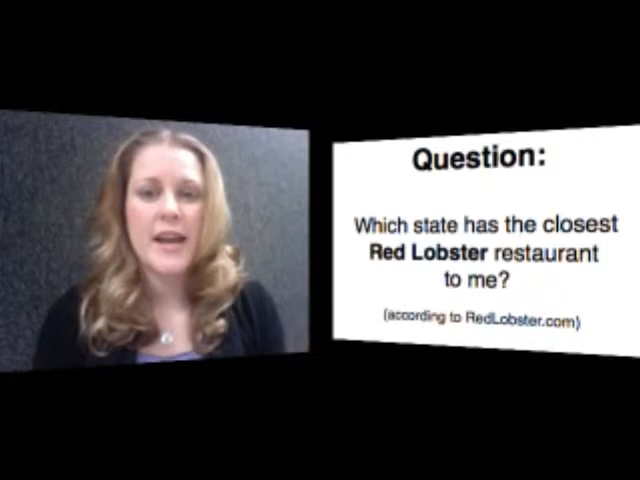 Question:
Which state has the closest
Red Lobster restaurant
to me?
(according to RedLobster.com)